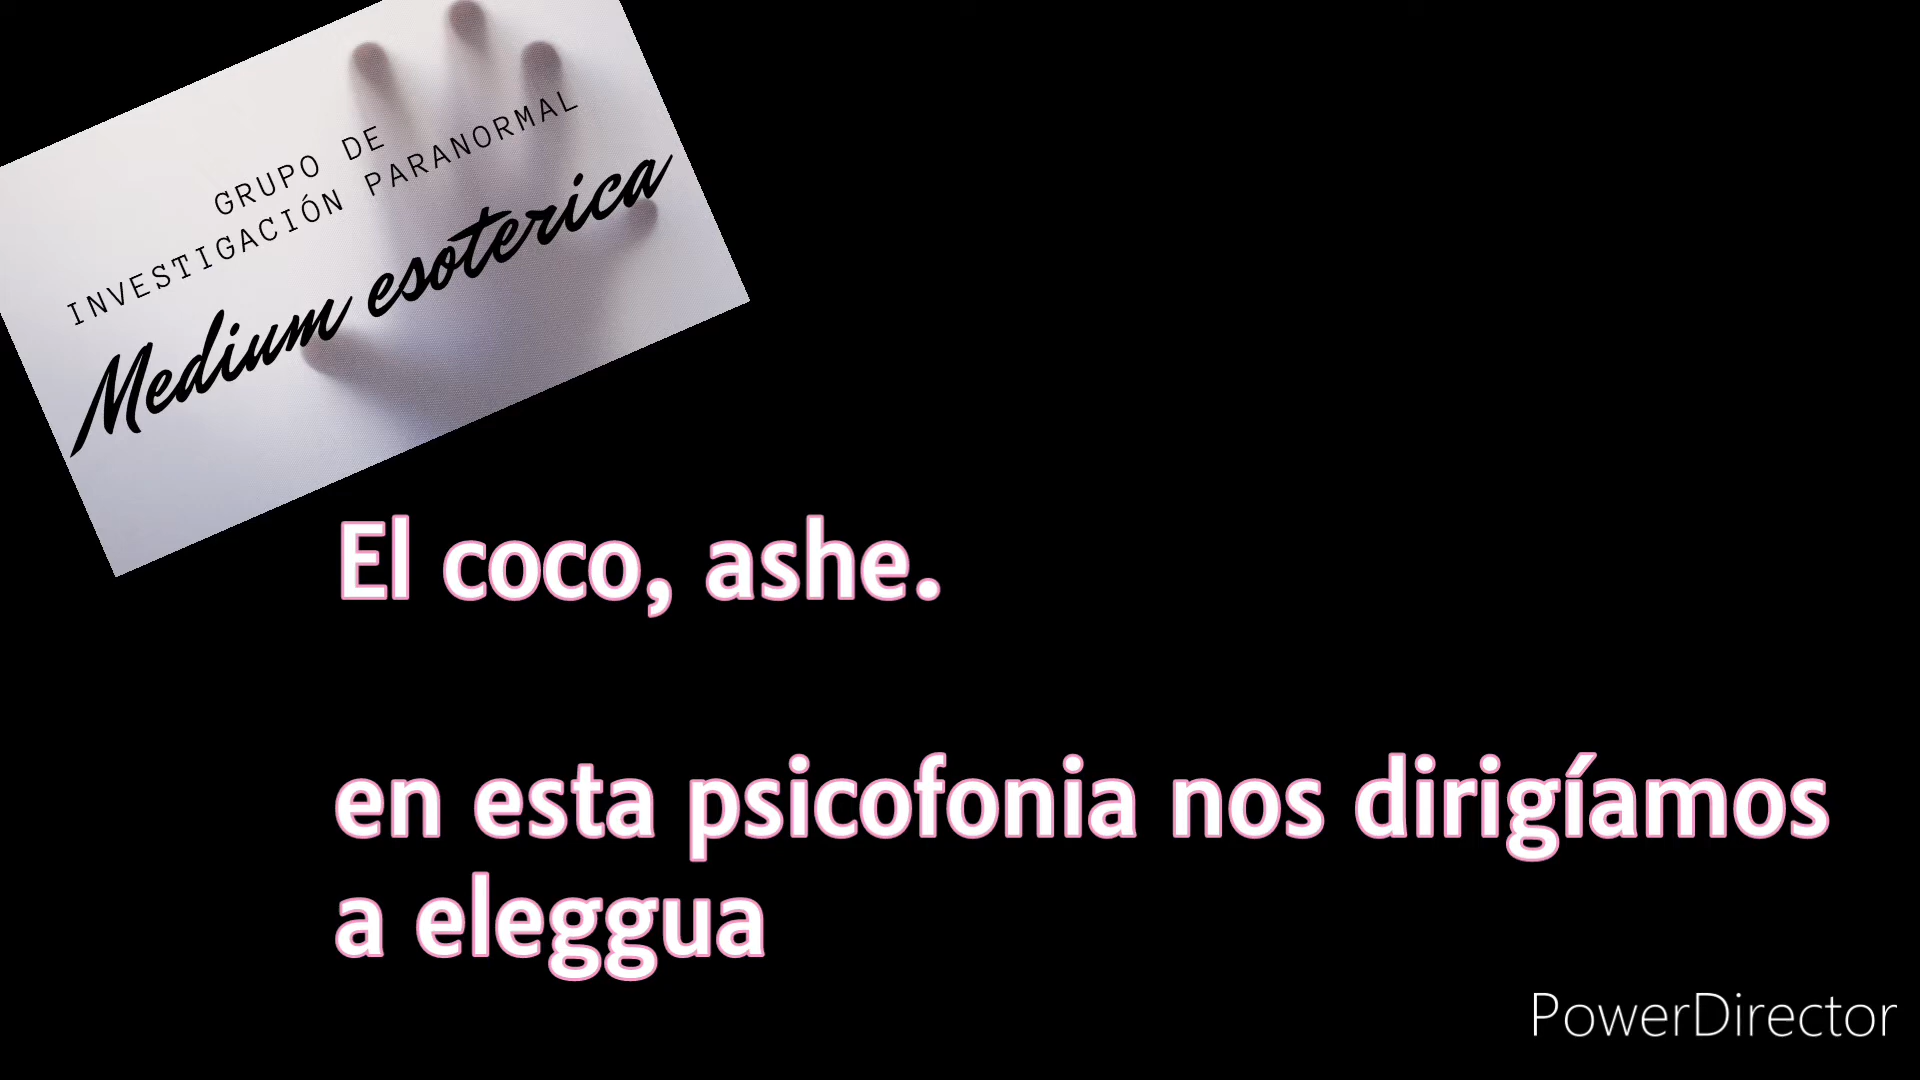 GRUPO DE
INVESTIGACIÓN PARANORMAL
Medium esoterica
El coco, ashe.
en esta psicofonia nos dirigíamos
a eleggua
PowerDirector